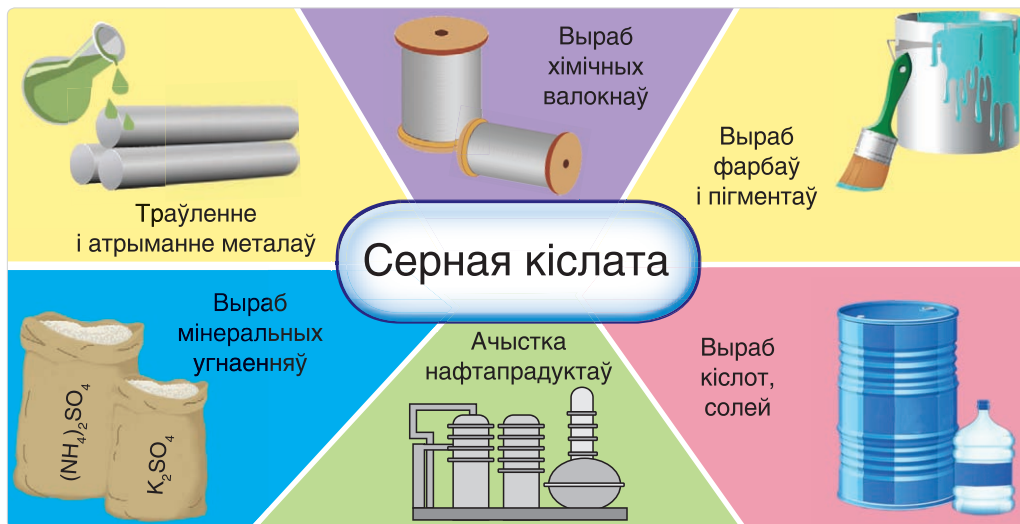 Траўленне
і атрыманне металаў
Выраб
хімічных
валокнаў
Выраб
фарбаў
і пігментаў
Серная кіслата
Выраб
мінеральных
угнаенняў
(NH₄)₂SO₄
K₂SO₄
Ачыстка
нафтапрадуктаў
Выраб
кіслот,
солей